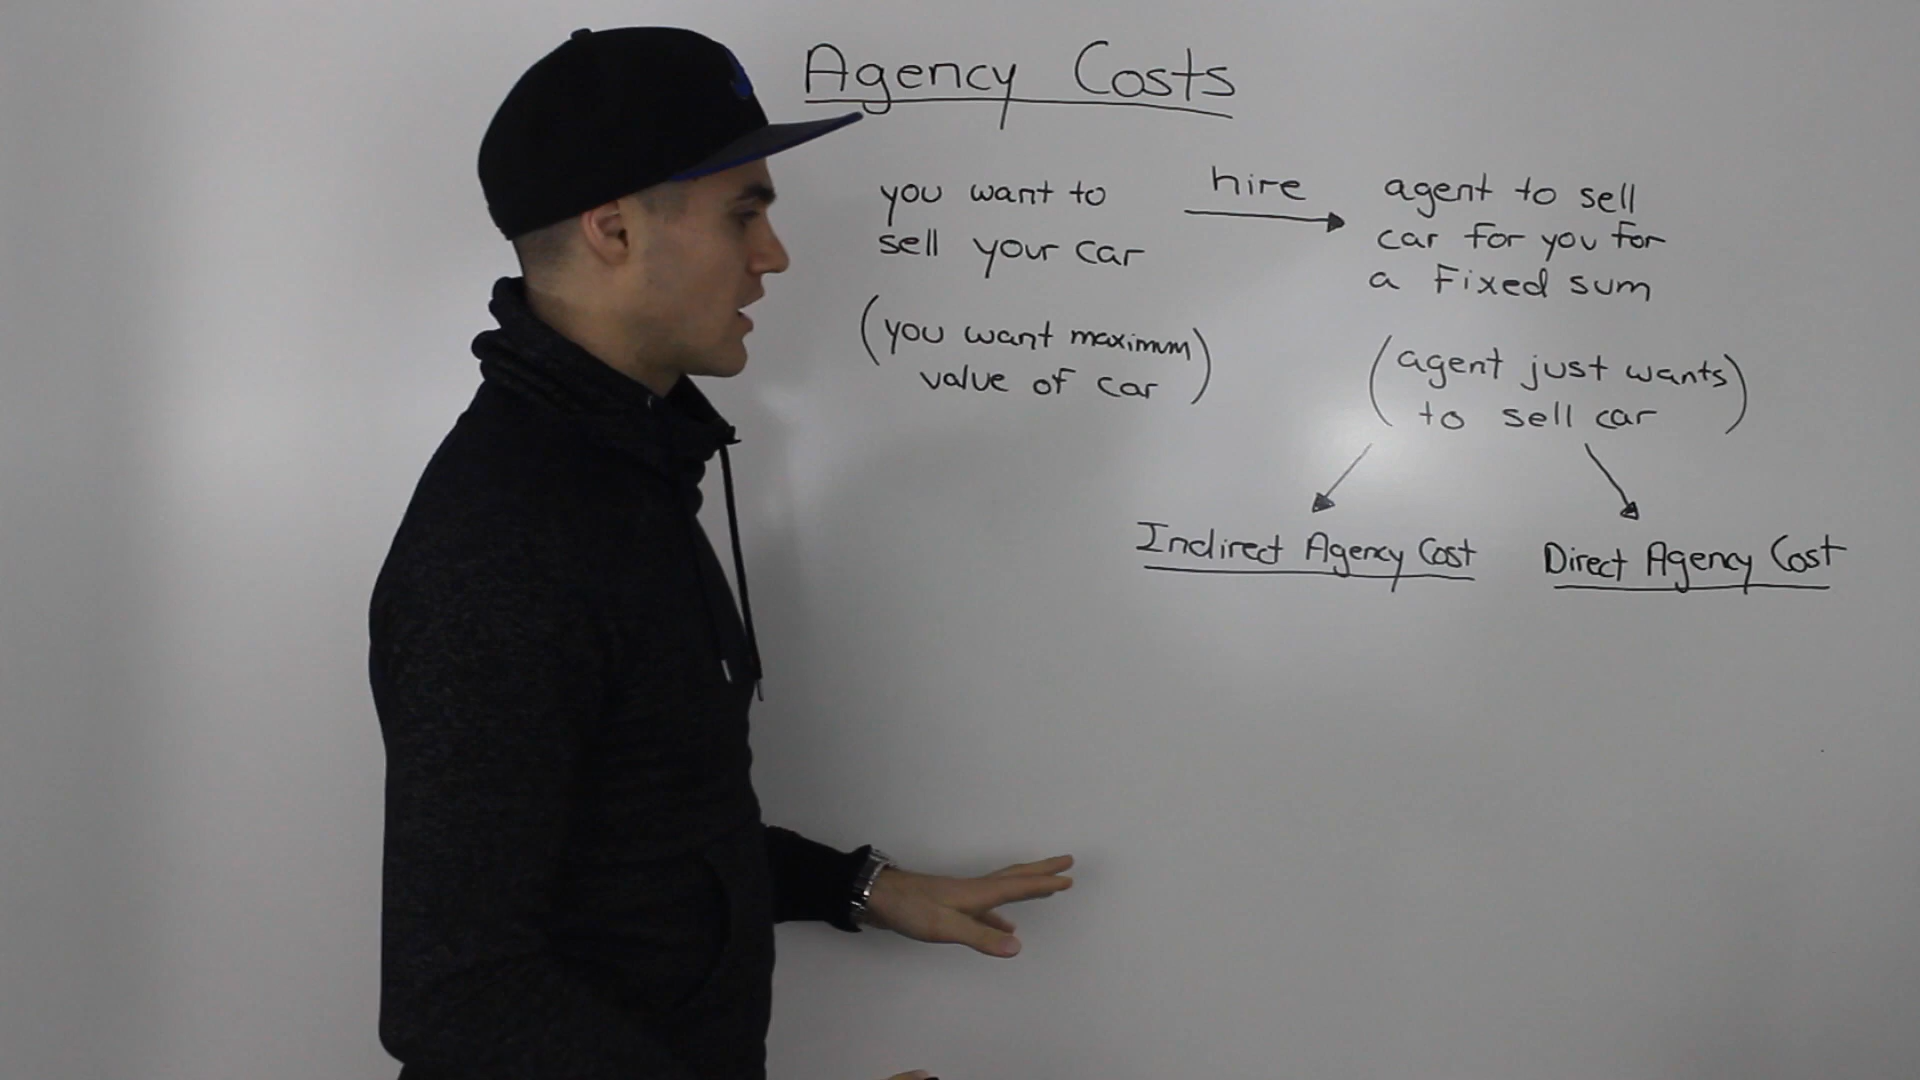 Agency Costs
you want to
sell your car
(you want maximum)
value of car
hire
agent to sell
car for you for
a fixed sum
(agent just wants)
to sell car
Indirect Agency Cost
Direct Agency Cost